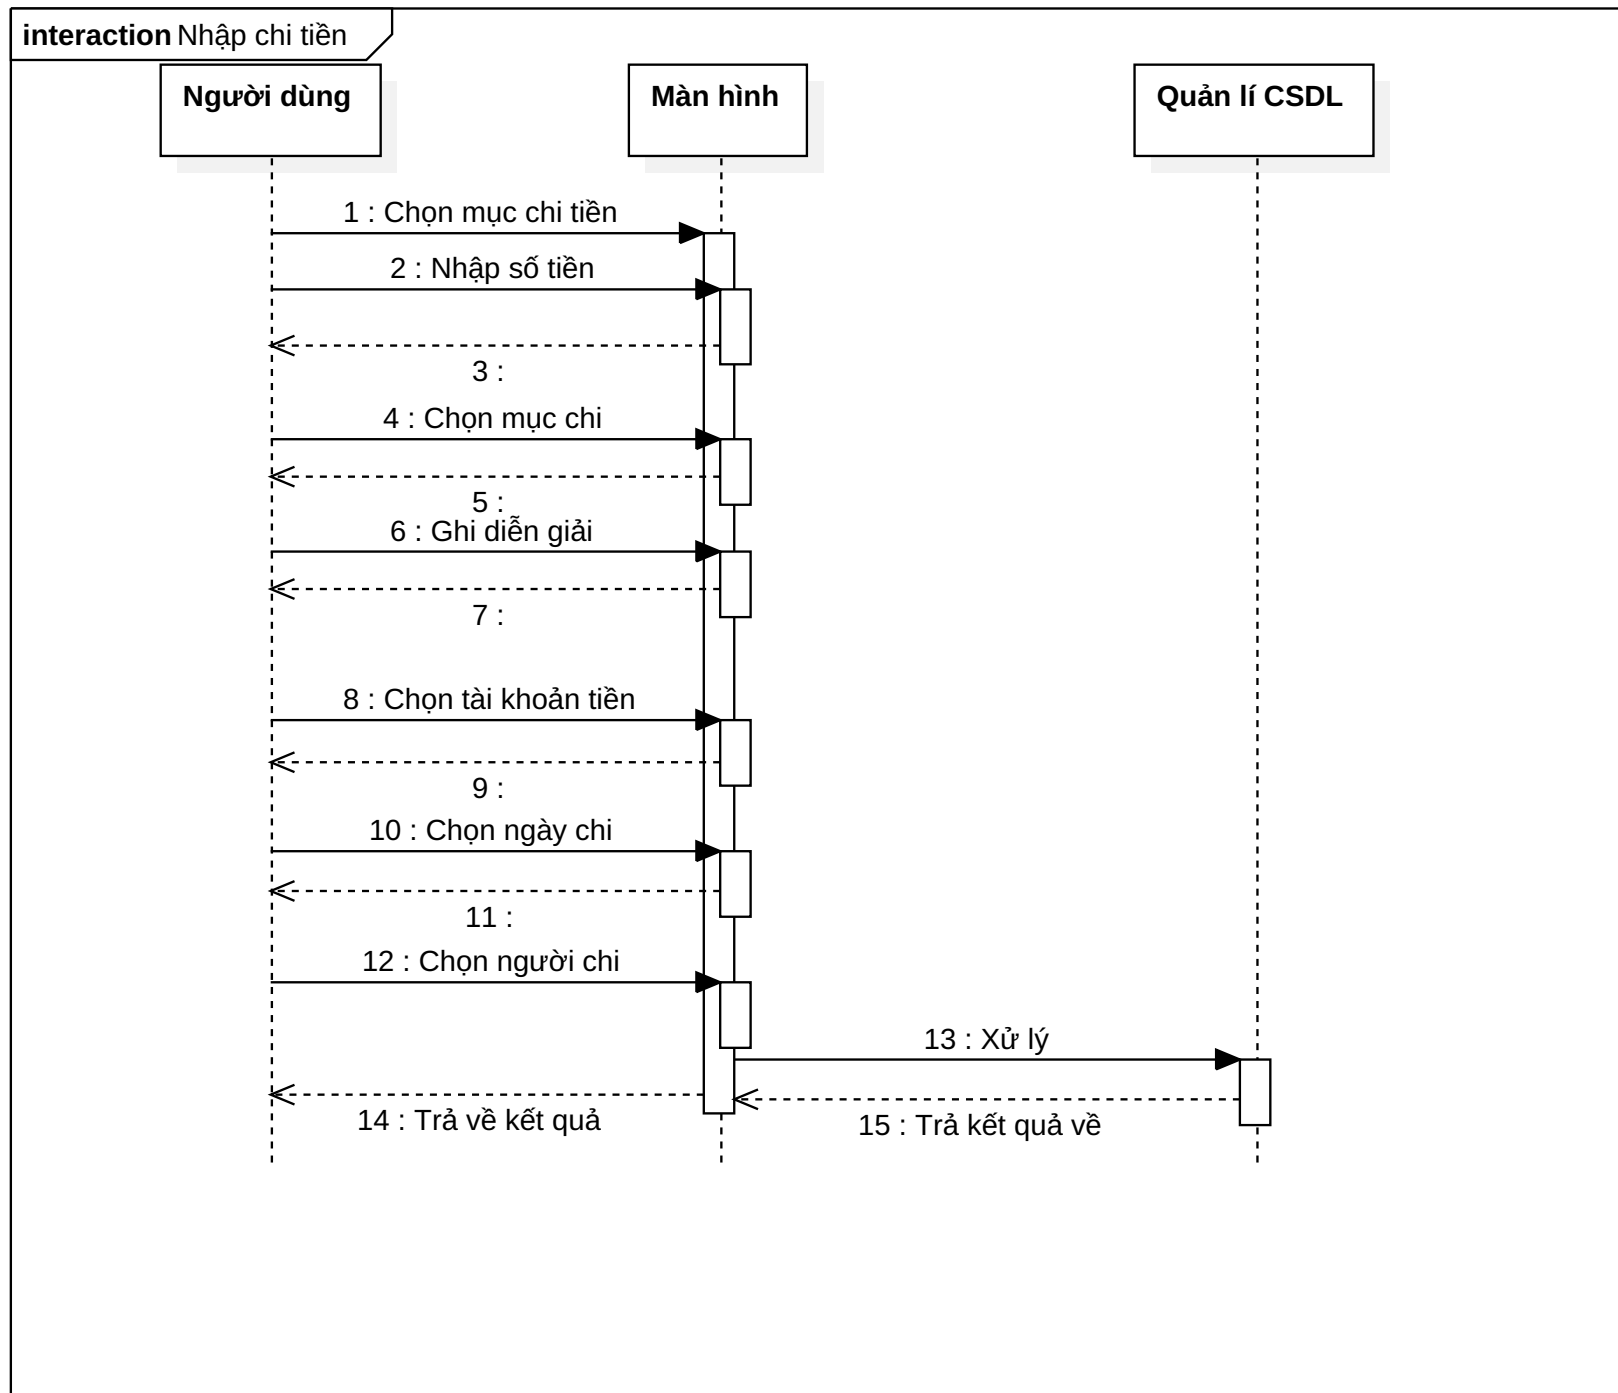 interaction Nhập chi tiền
Người dùng
Màn hình
Quản lí CSDL
1 : Chọn mục chi tiền
2 : Nhập số tiền
3 :
4 : Chọn mục chi
5 :
6 : Ghi diễn giải
7 :
8 : Chọn tài khoản tiền
9 :
10 : Chọn ngày chi
11 :
12 : Chọn người chi
13 : Xử lý
14 : Trả về kết quả
15 : Trả kết quả về